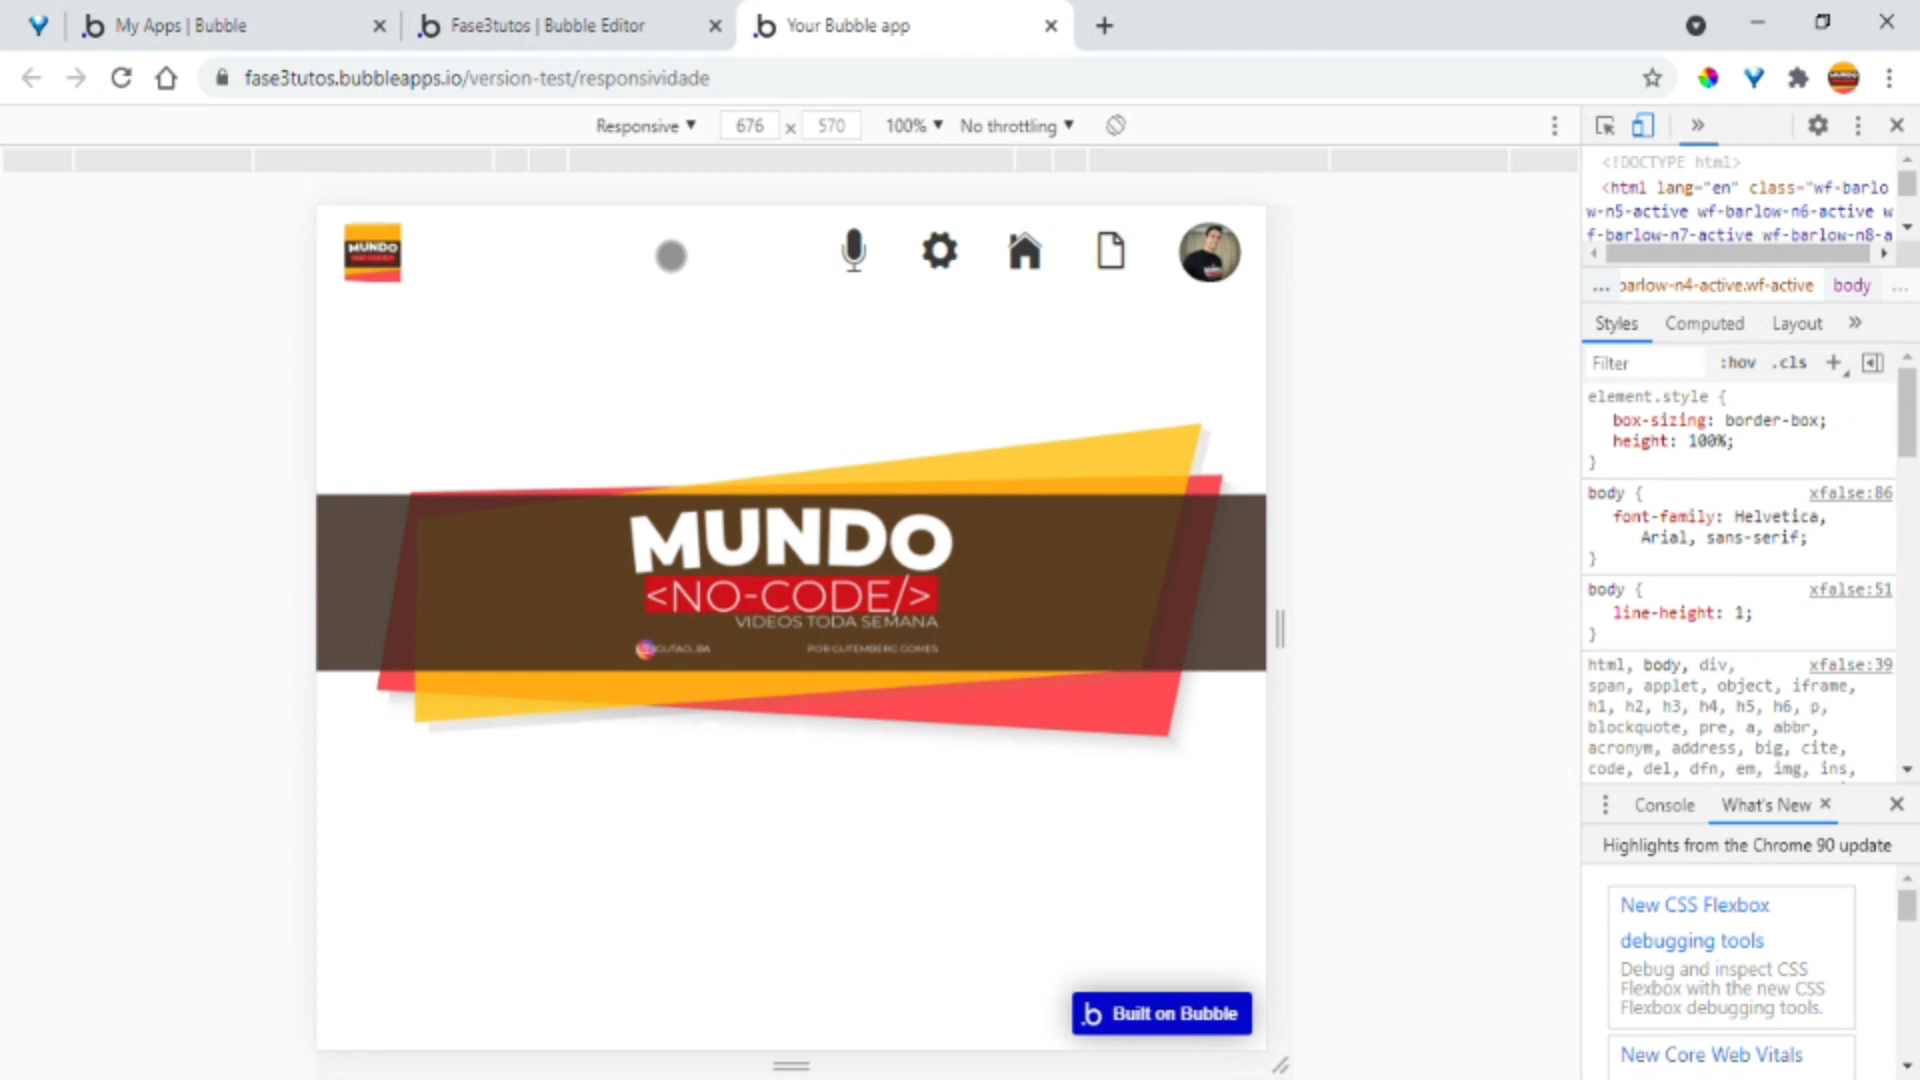 My Apps | Bubble
Fase3tutos | Bubble Editor
Your Bubble app
fase3tutos.bubbleapps.io/version-test/responsividade
Responsive 676 x 570 100% No throttling
MUNDO
MUNDO
<NO-CODE/>
VIDEOS TODA SEMANA
POR GUTEMBERG GOMES
Built on Bubble
<!DOCTYPE html>
<html lang="en" class="wf-barlo
w-n5-active wf-barlow-n6-active w
f-barlow-n7-active wf-barlow-n8-a
... barlow-n4-active.wf-active body ...
Styles Computed Layout
Filter :hov .cls +
element.style {
box-sizing: border-box;
height: 100%;
}
body { xfalse:86
font-family: Helvetica,
Arial, sans-serif;
}
body { xfalse:51
line-height: 1;
}
html, body, div, xfalse:39
span, applet, object, iframe,
h1, h2, h3, h4, h5, h6, p,
blockquote, pre, a, abbr,
acronym, address, big, cite,
code, del, dfn, em, img, ins,
Console What's New
Highlights from the Chrome 90 update
New CSS Flexbox
debugging tools
Debug and inspect CSS
Flexbox with the new CSS
Flexbox debugging tools.
New Core Web Vitals